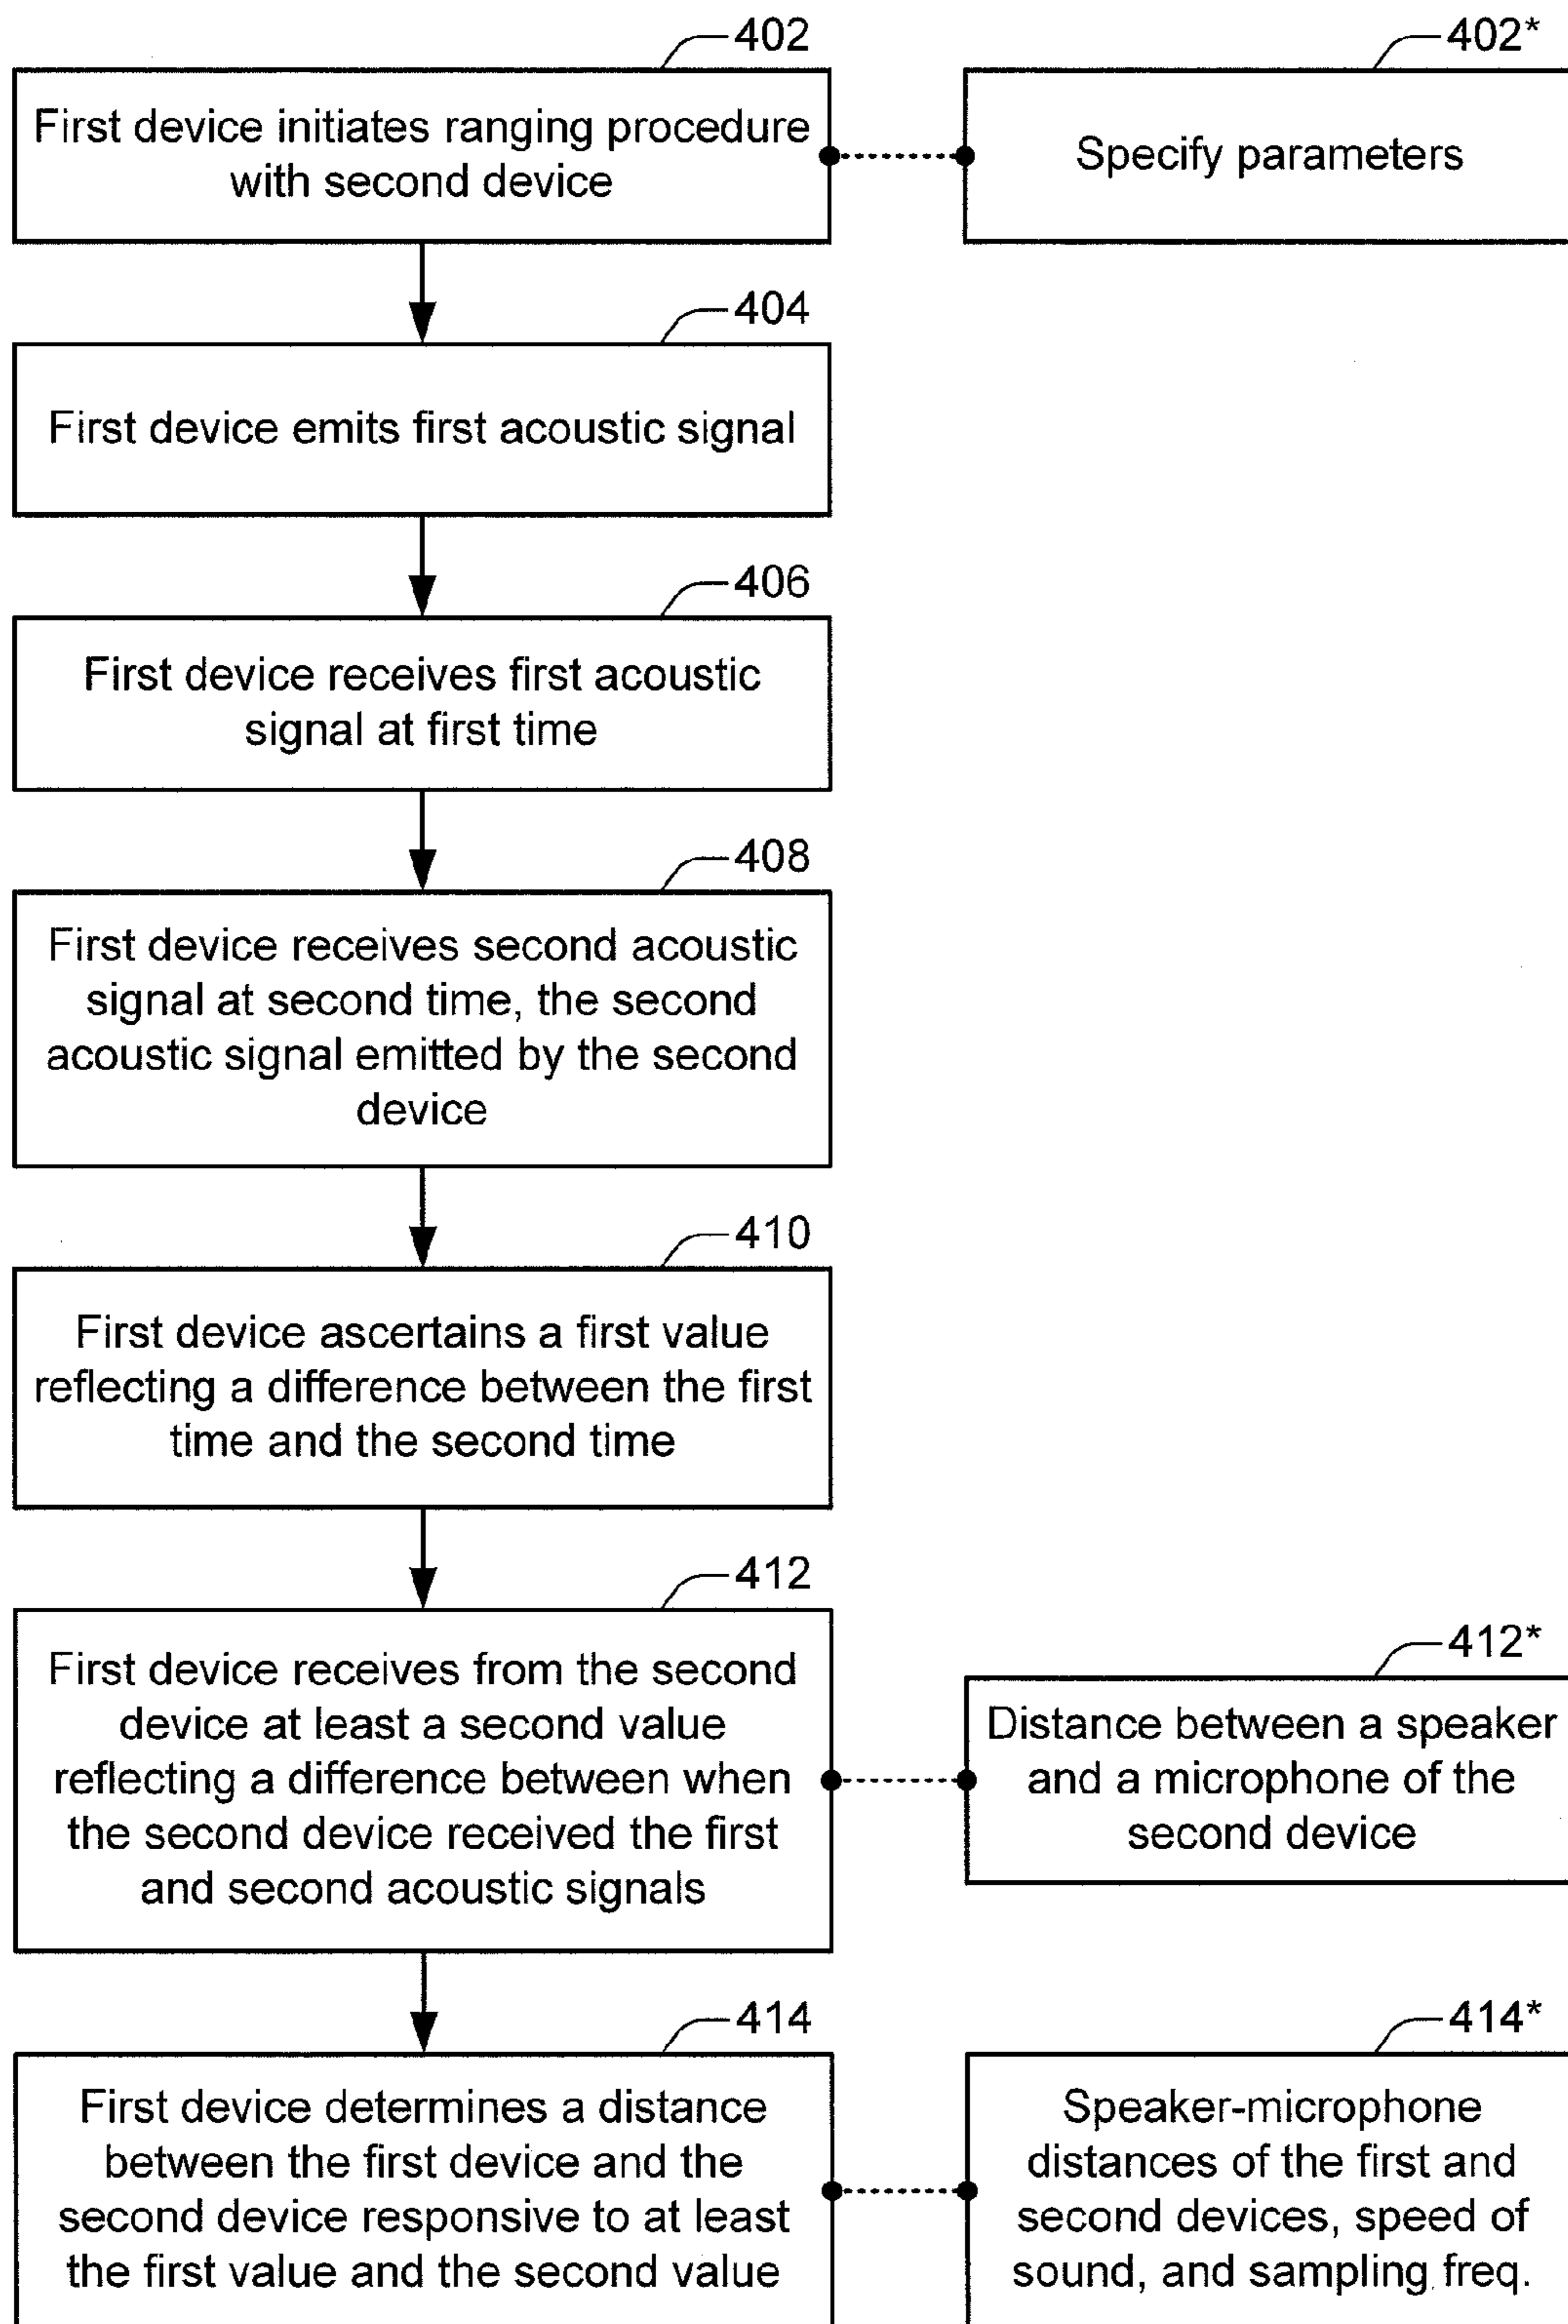 402
First device initiates ranging procedure
with second device
402*
Specify parameters
404
First device emits first acoustic signal
406
First device receives first acoustic
signal at first time
408
First device receives second acoustic
signal at second time, the second
acoustic signal emitted by the second
device
410
First device ascertains a first value
reflecting a difference between the first
time and the second time
412
First device receives from the second
device at least a second value
reflecting a difference between when
the second device received the first
and second acoustic signals
412*
Distance between a speaker
and a microphone of the
second device
414
First device determines a distance
between the first device and the
second device responsive to at least
the first value and the second value
414*
Speaker-microphone
distances of the first and
second devices, speed of
sound, and sampling freq.